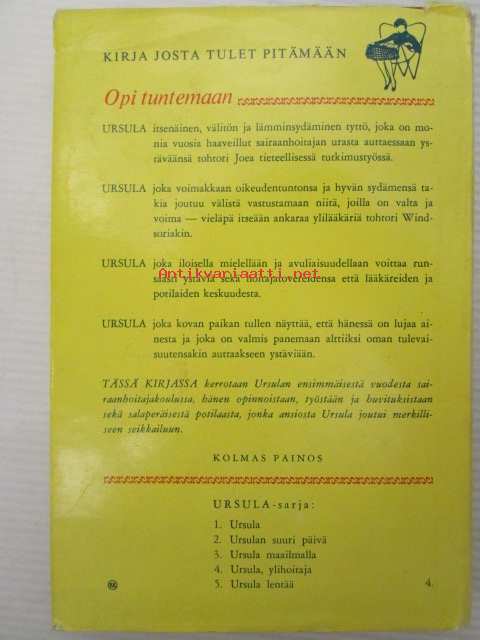 KIRJA JOSTA TULET PITÄMÄÄN
Opi tuntemaan
URSULA itsenäinen, välitön ja lämminsydäminen tyttö, joka on mo-
nia vuosia haaveillut sairaanhoitajan urasta auttaessaan ys-
täväänsä tohtori Joea tieteellisessä tutkimustyössä.
URSULA joka voimakkaan oikeudentuntonsa ja hyvän sydämensä ta-
kia joutuu välistä vastustamaan niitä, joilla on valta ja
voima — vieläpä itseään ankaraa ylilääkäriä tohtori Wind-
soriakin.
URSULA joka iloisella mielellään ja avuliaisuudellaan voittaa run-
saasti ystäviä sekä hoitajatovereidensa että lääkäreiden ja
potilaiden keskuudesta.
Antikvariaatti.net
URSULA joka kovan paikan tullen näyttää, että hänessä on lujaa ai-
nesta ja joka on valmis panemaan alttiiksi oman tulevai-
suutensakin auttaakseen ystäviään.
TÄSSÄ KIRJASSA kerrotaan Ursulan ensimmäisestä vuodesta sai-
raanhoitajakoulussa, hänen opinnoistaan, työstään ja huvituksistaan
sekä salaperäisestä potilaasta, jonka ansiosta Ursula joutui merkilli-
seen seikkailuun.
KOLMAS PAINOS
URSULA-sarja:
1. Ursula
2. Ursulan suuri päivä
3. Ursula maailmalla
4. Ursula, ylihoitaja
5. Ursula lentää
4.